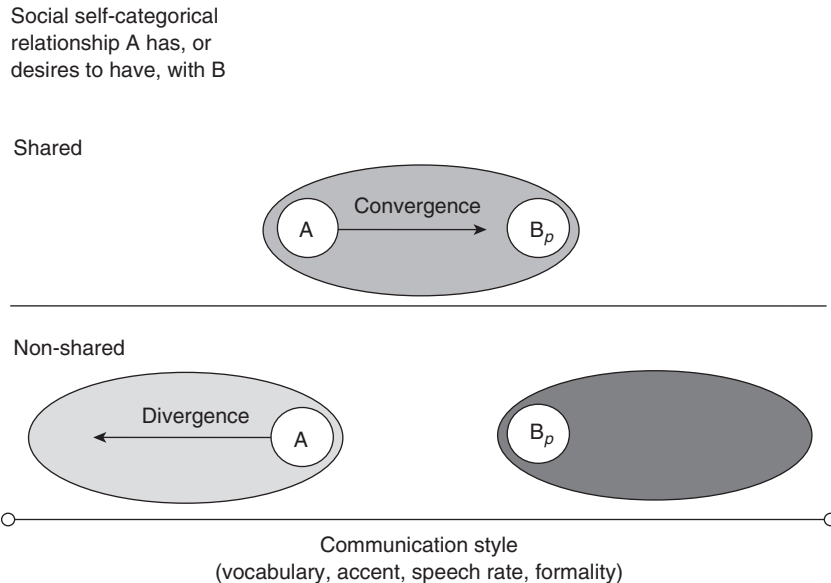 Social self-categorical
relationship A has, or
desires to have, with B
Shared
Convergence
A
Bp
Non-shared
Divergence
A
Bp
Communication style
(vocabulary, accent, speech rate, formality)